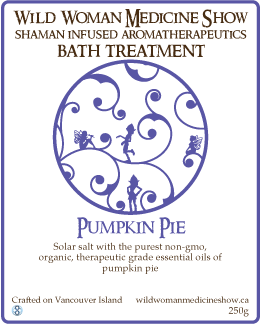 Wild Woman Medicine Show
Shaman Infused Aromatherapeutics
Bath Treatment
Pumpkin Pie
Solar salt with the purest non-gmo,
organic, therapeutic grade essential oils of
pumpkin pie
Crafted on Vancouver Island wildwomanmedicineshow.ca
250g